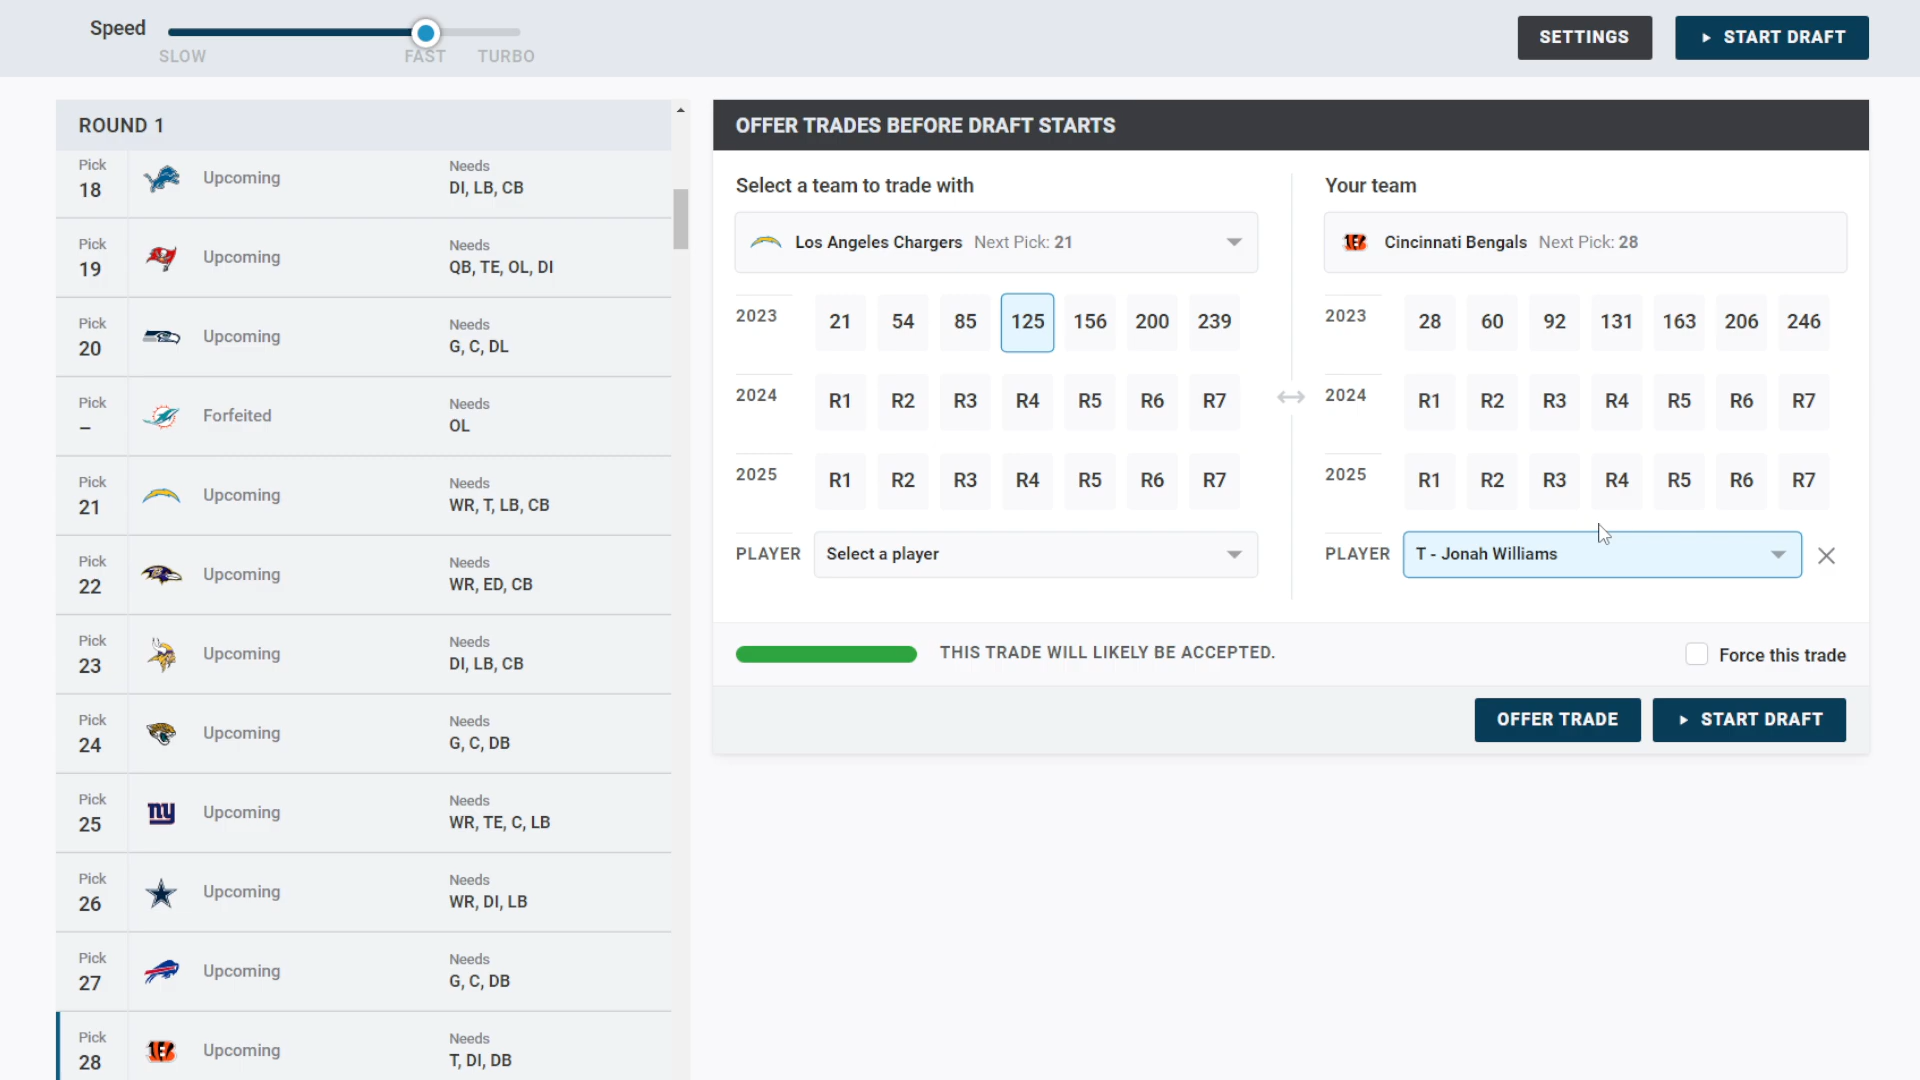 Speed
SLOW FAST TURBO
SETTINGS
START DRAFT
ROUND 1
Pick 18 Upcoming Needs DI, LB, CB
Pick 19 Upcoming Needs QB, TE, OL, DI
Pick 20 Upcoming Needs G, C, DL
Pick – Forfeited Needs OL
Pick 21 Upcoming Needs WR, T, LB, CB
Pick 22 Upcoming Needs WR, ED, CB
Pick 23 Upcoming Needs DI, LB, CB
Pick 24 Upcoming Needs G, C, DB
Pick 25 Upcoming Needs WR, TE, C, LB
Pick 26 Upcoming Needs WR, DI, LB
Pick 27 Upcoming Needs G, C, DB
Pick 28 Upcoming Needs T, DI, DB
OFFER TRADES BEFORE DRAFT STARTS
Select a team to trade with
Los Angeles Chargers Next Pick: 21
2023 21 54 85 125 156 200 239
2024 R1 R2 R3 R4 R5 R6 R7
2025 R1 R2 R3 R4 R5 R6 R7
PLAYER Select a player
Your team
Cincinnati Bengals Next Pick: 28
2023 28 60 92 131 163 206 246
2024 R1 R2 R3 R4 R5 R6 R7
2025 R1 R2 R3 R4 R5 R6 R7
PLAYER T - Jonah Williams
THIS TRADE WILL LIKELY BE ACCEPTED.
Force this trade
OFFER TRADE
START DRAFT